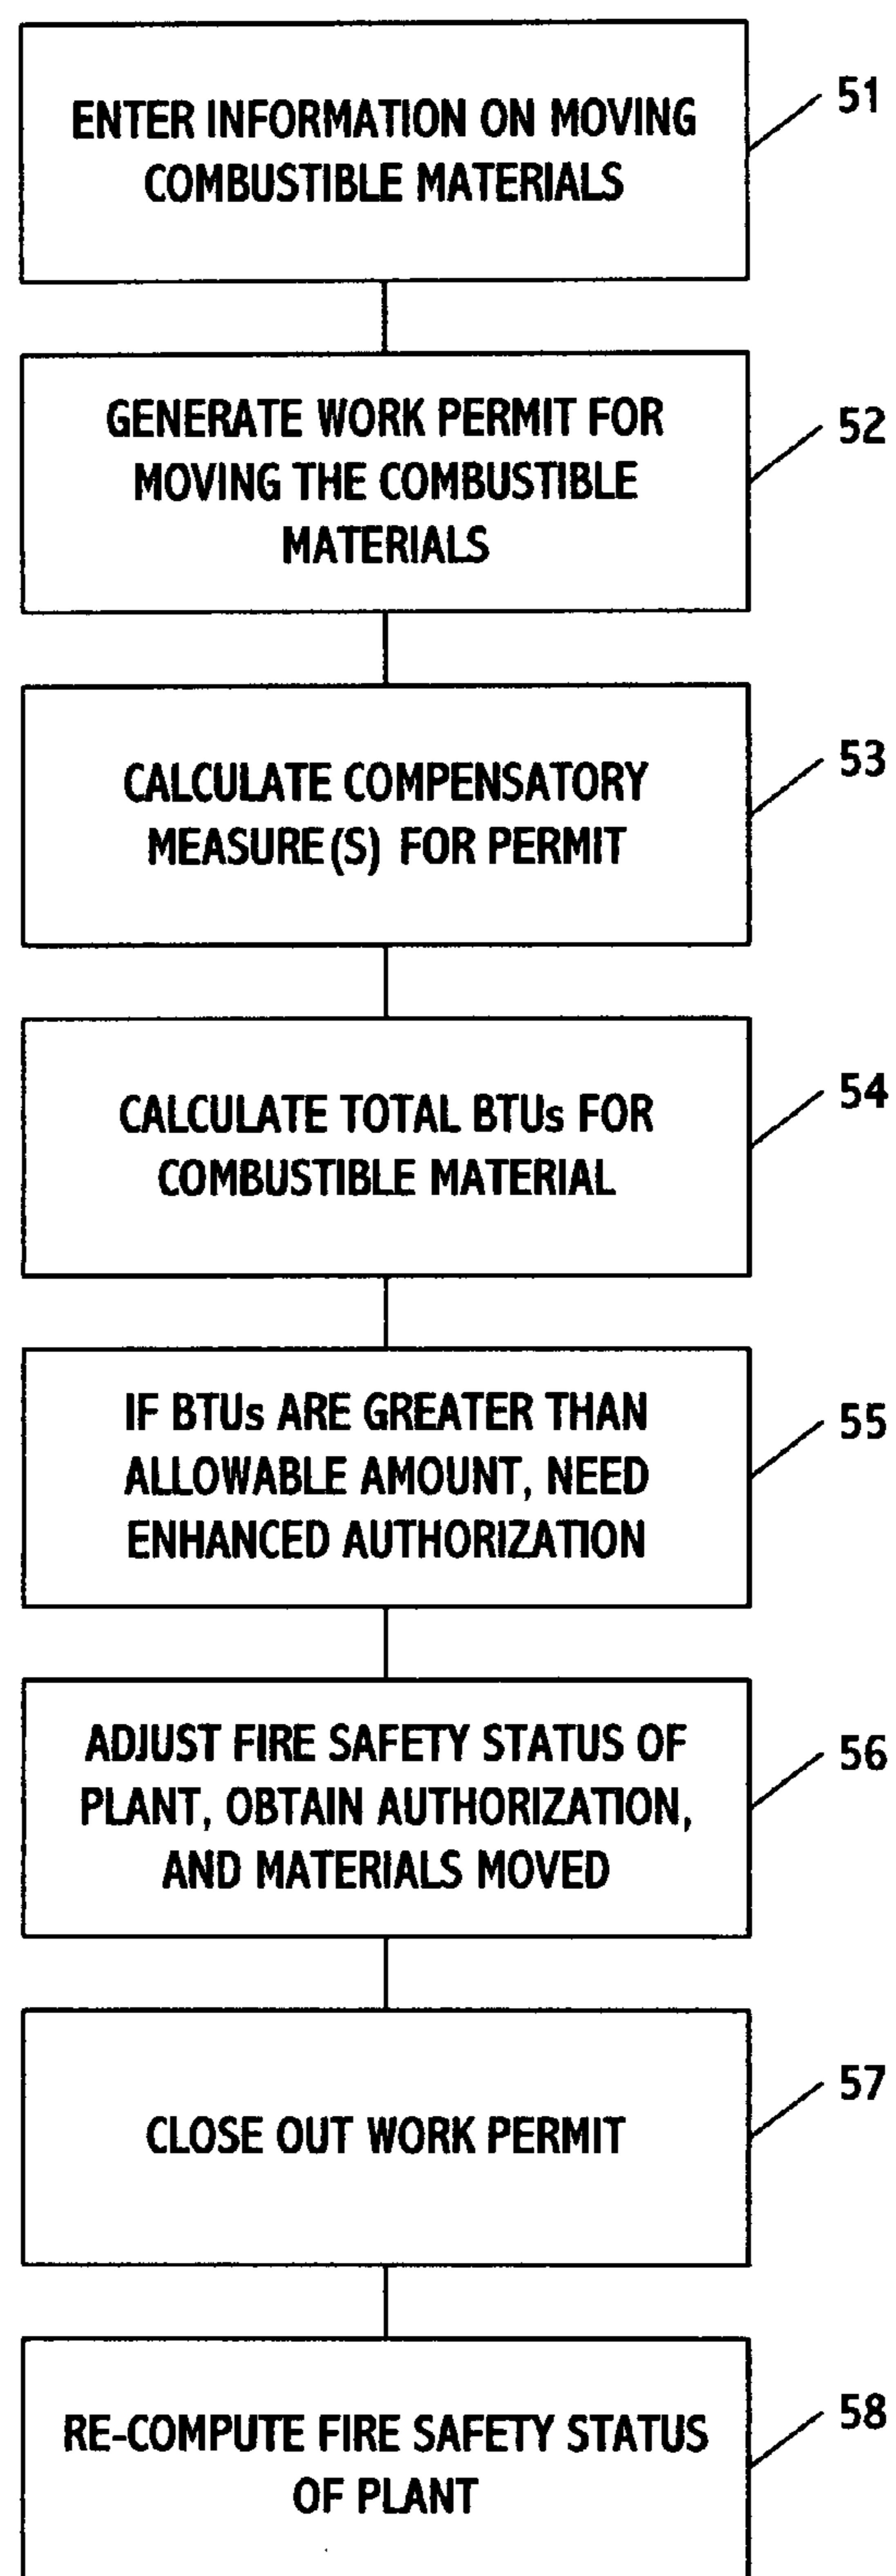 ENTER INFORMATION ON MOVING
COMBUSTIBLE MATERIALS
51
GENERATE WORK PERMIT FOR
MOVING THE COMBUSTIBLE
MATERIALS
52
CALCULATE COMPENSATORY
MEASURE(S) FOR PERMIT
53
CALCULATE TOTAL BTUs FOR
COMBUSTIBLE MATERIAL
54
IF BTUs ARE GREATER THAN
ALLOWABLE AMOUNT, NEED
ENHANCED AUTHORIZATION
55
ADJUST FIRE SAFETY STATUS OF
PLANT, OBTAIN AUTHORIZATION,
AND MATERIALS MOVED
56
CLOSE OUT WORK PERMIT
57
RE-COMPUTE FIRE SAFETY STATUS
OF PLANT
58